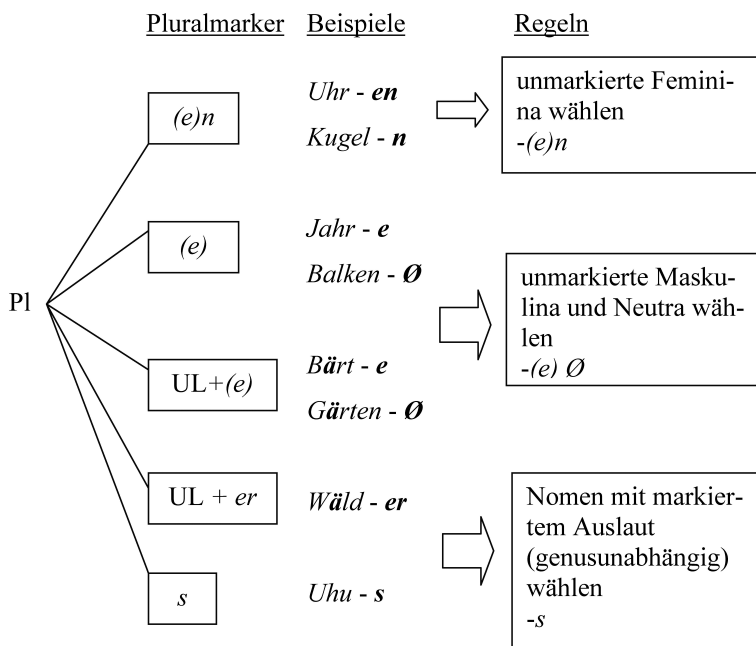 Pluralmarker Beispiele Regeln
Pl
(e)n
Uhr - en
Kugel - n
unmarkierte Femini-
na wählen
-(e)n
(e)
Jahr - e
Balken - Ø
unmarkierte Masku-
lina und Neutra wäh-
len
-(e) Ø
UL+(e)
Bärt - e
Gärten - Ø
UL + er
Wäld - er
Nomen mit markier-
tem Auslaut
(genusunabhängig)
wählen
-s
s
Uhu - s